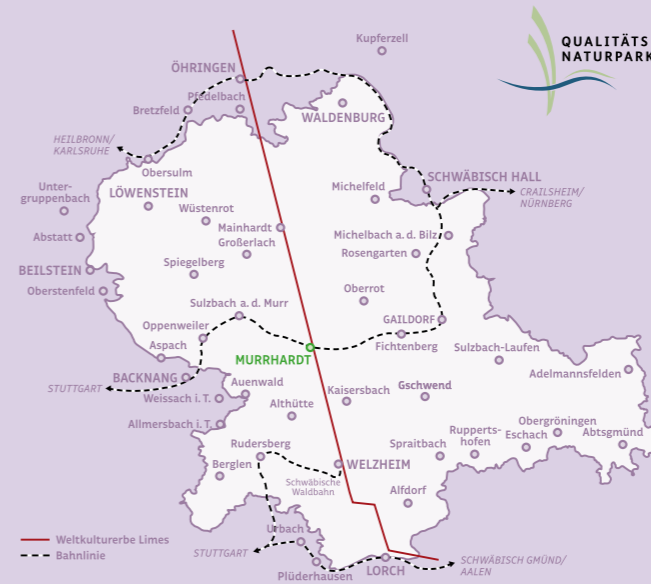 Kupferzell
QUALITÄTS
NATURPARK
ÖHRINGEN
Pfedelbach
Bretzfeld
WALDENBURG
HEILBRONN/
KARLSRUHE
Obersulm
SCHWÄBISCH HALL
CRAILSHEIM/
NÜRNBERG
Unter-
gruppenbach
LÖWENSTEIN
Michelfeld
Wüstenrot
Mainhardt
Michelbach a. d. Bilz
Abstatt
Großerlach
Rosengarten
BEILSTEIN
Spiegelberg
Oberstenfeld
Oberrot
Sulzbach a. d. Murr
GAILDORF
Oppenweiler
Fichtenberg
Sulzbach-Laufen
Aspach
MURRHARDT
Adelmannsfelden
BACKNANG
STUTTGART
Auenwald
Weissach i. T.
Kaisersbach
Gschwend
Althütte
Allmersbach i. T.
Obergröningen
Rupperts-
hofen
Eschach
Abtsgmünd
Rudersberg
Spraitbach
Berglen
WELZHEIM
Schwäbische
Waldbahn
Alfdorf
Urbach
Weltkulturerbe Limes
Bahnlinie
STUTTGART
Plüderhausen
LORCH
SCHWÄBISCH GMÜND/
AALEN